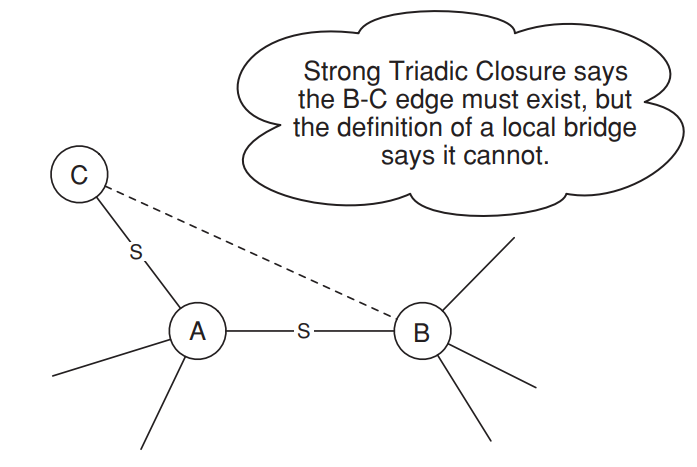 Strong Triadic Closure says
the B-C edge must exist, but
the definition of a local bridge
says it cannot.
C
S
A
S
B